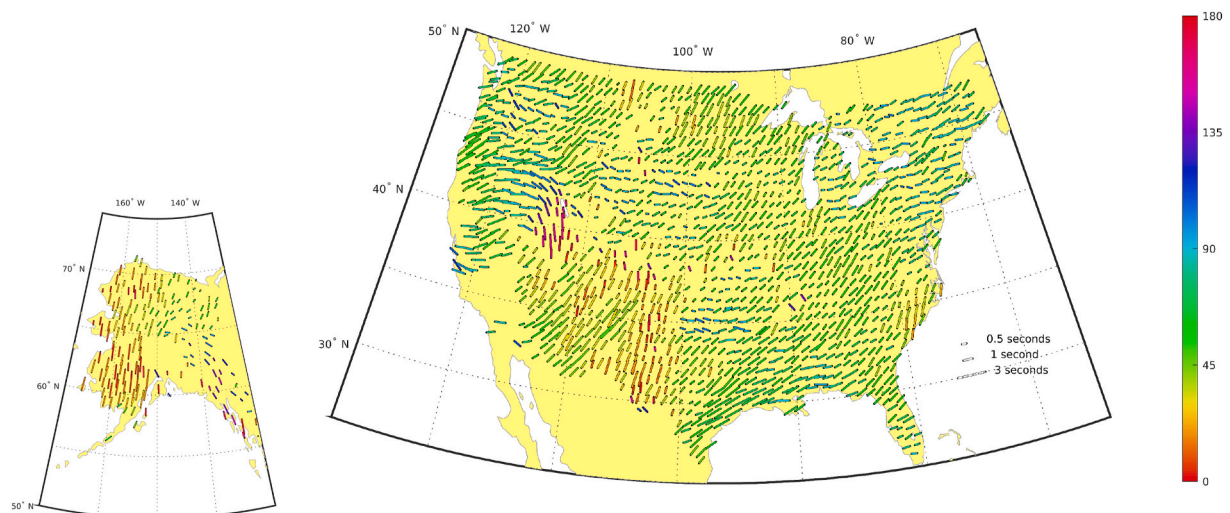 50° N
120° W
100° W
80° W
40° N
30° N
0.5 seconds
1 second
3 seconds
160° W
140° W
70° N
60° N
50° N
180
135
90
45
0